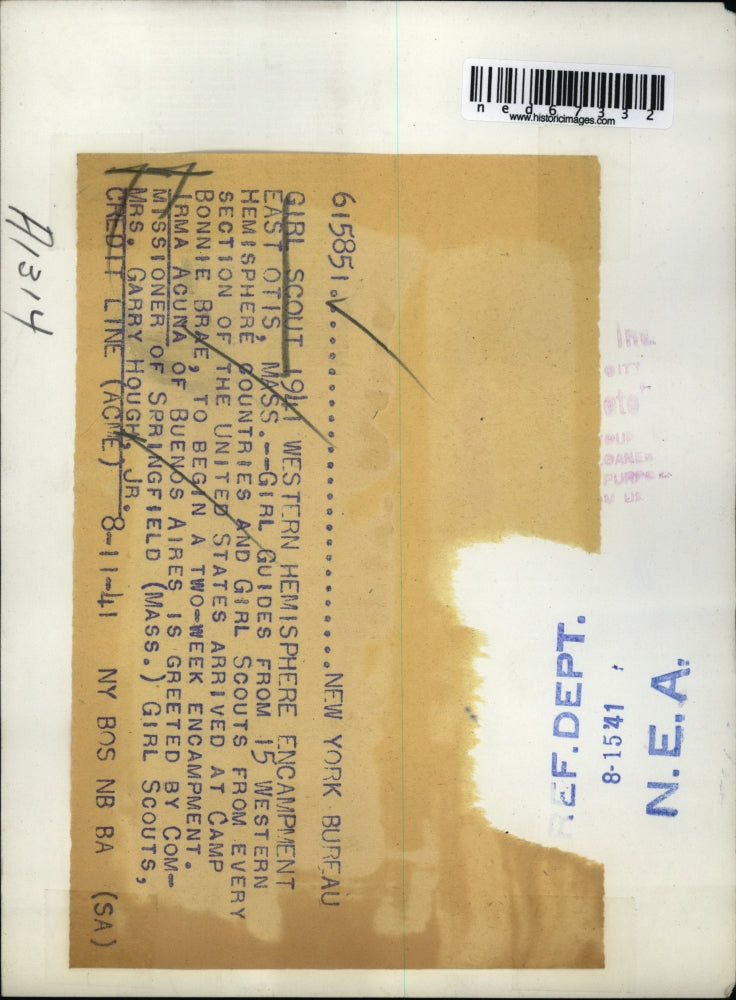 ned67332
www.historicimages.com
615851..............................NEW YORK BUREAU
GIRL SCOUT 1941 WESTERN HEMISPHERE ENCAMPMENT
EAST OTIS, MASS.--GIRL GUIDES FROM 15 WESTERN
HEMISPHERE COUNTRIES AND GIRL SCOUTS FROM EVERY
SECTION OF THE UNITED STATES ARRIVED AT CAMP
BONNIE BRAE, TO BEGIN A TWO-WEEK ENCAMPMENT.
IRMA ACUNA OF BUENOS AIRES IS GREETED BY COM-
MISSIONER OF SPRINGFIELD (MASS.) GIRL SCOUTS,
MRS. GARRY HOUGH, JR.
CREDIT LINE (ACME) 8-11-41 NY BOS NB BA (SA)
A1314
REF.DEPT.
N.E.A.